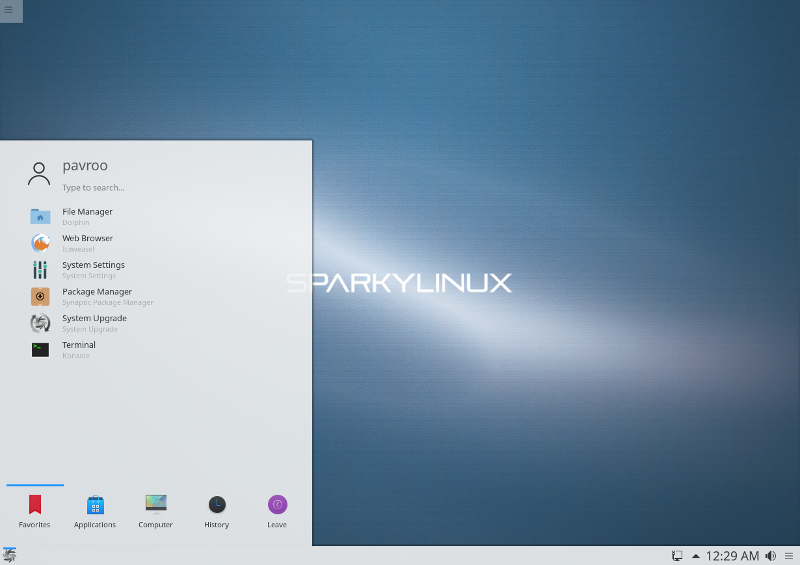 pavroo
Type to search...
File Manager
Dolphin
Web Browser
Iceweasel
System Settings
System Settings
Package Manager
Synaptic Package Manager
System Upgrade
System Upgrade
Terminal
Konsole
SPARKYLINUX
Favorites
Applications
Computer
History
Leave
12:29 AM